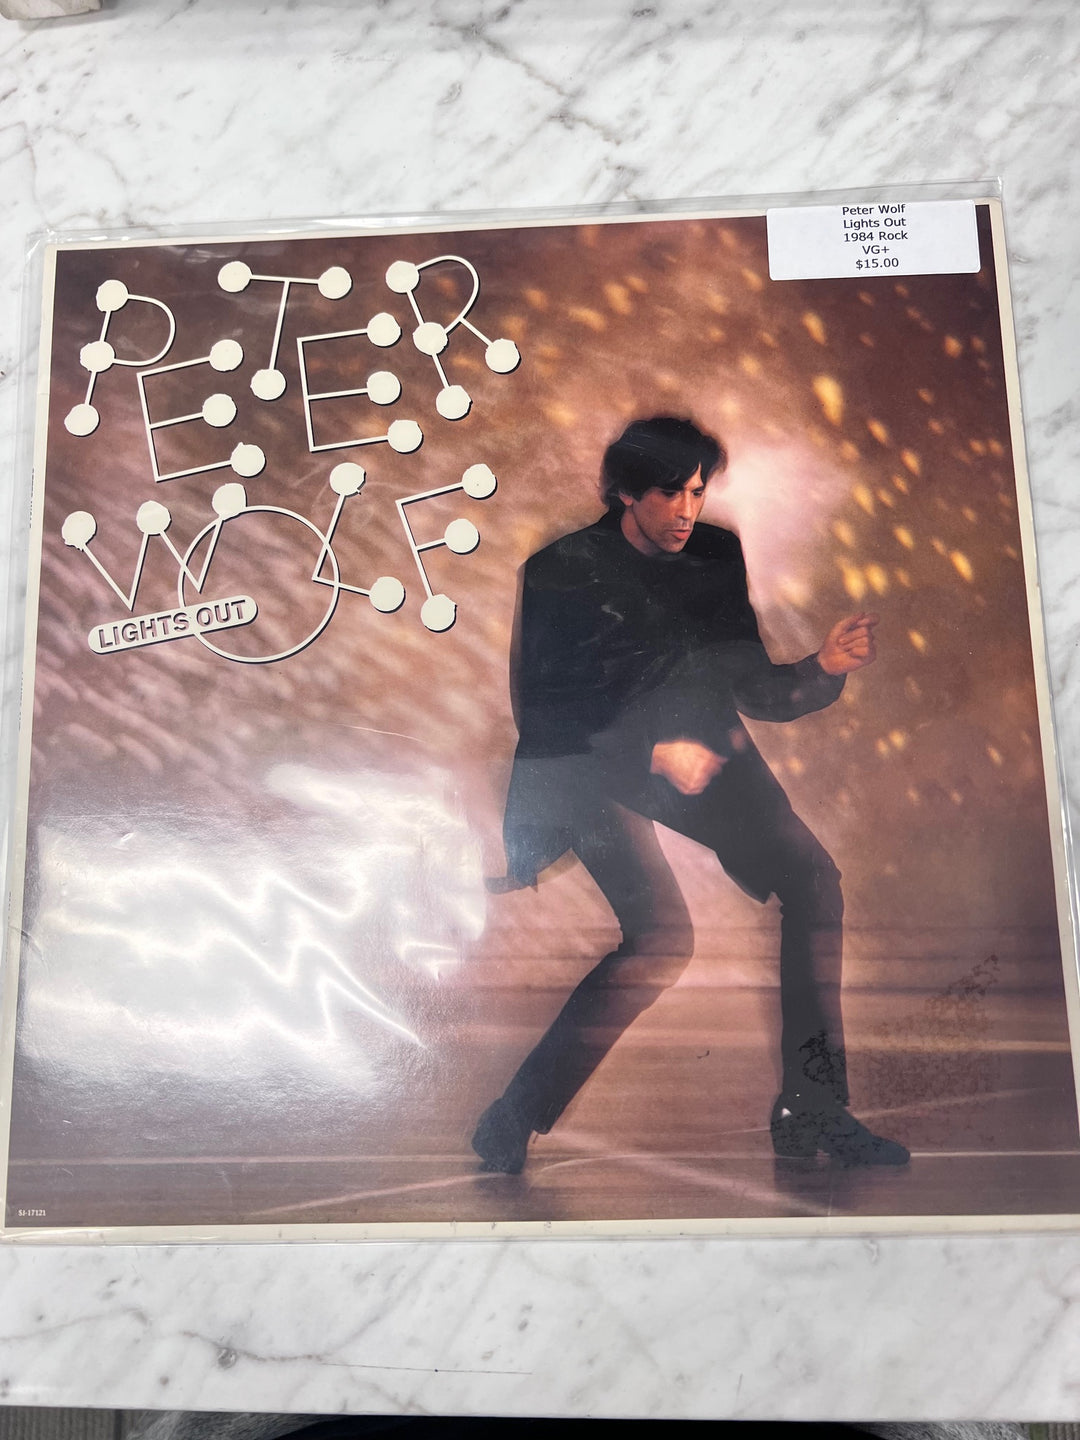 Peter Wolf
Lights Out
1984 Rock
VG+
$15.00
PETER
WOLF
LIGHTS OUT
SJ-17121